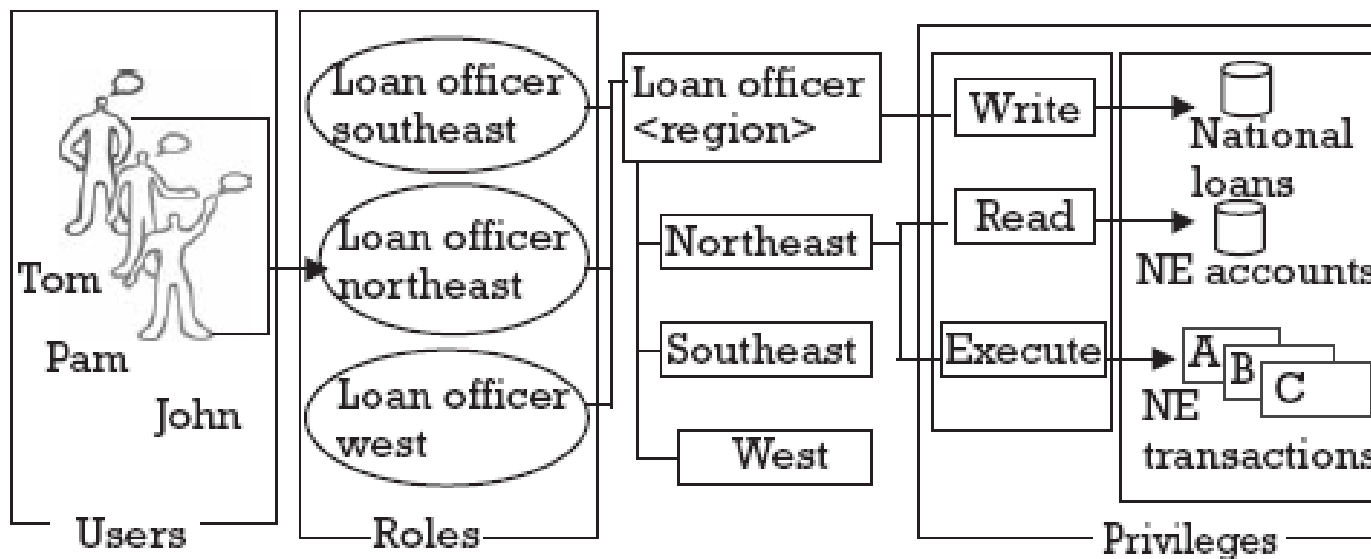 Tom
Pam
John
Users
Loan officer
southeast
Loan officer
northeast
Loan officer
west
Roles
Loan officer
<region>
Northeast
Southeast
West
Write
Read
Execute
National
loans
NE accounts
A
B
C
NE
transactions
Privileges